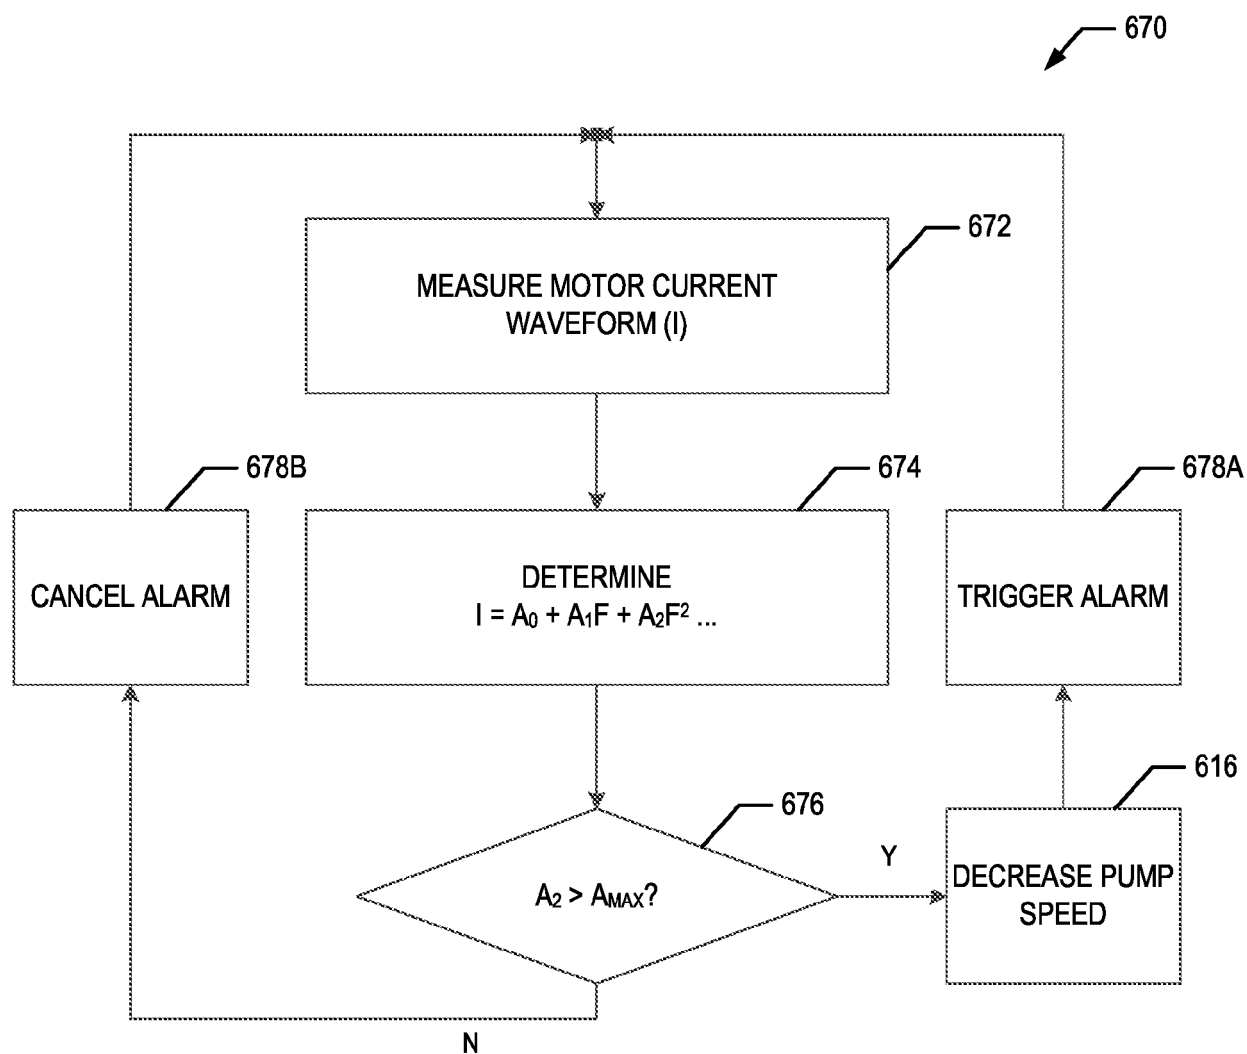 670
672
MEASURE MOTOR CURRENT
WAVEFORM (I)
678B
674
678A
CANCEL ALARM
DETERMINE
I = A₀ + A₁F + A₂F² ...
TRIGGER ALARM
616
676
Y
DECREASE PUMP
SPEED
A₂ > A_MAX?
N